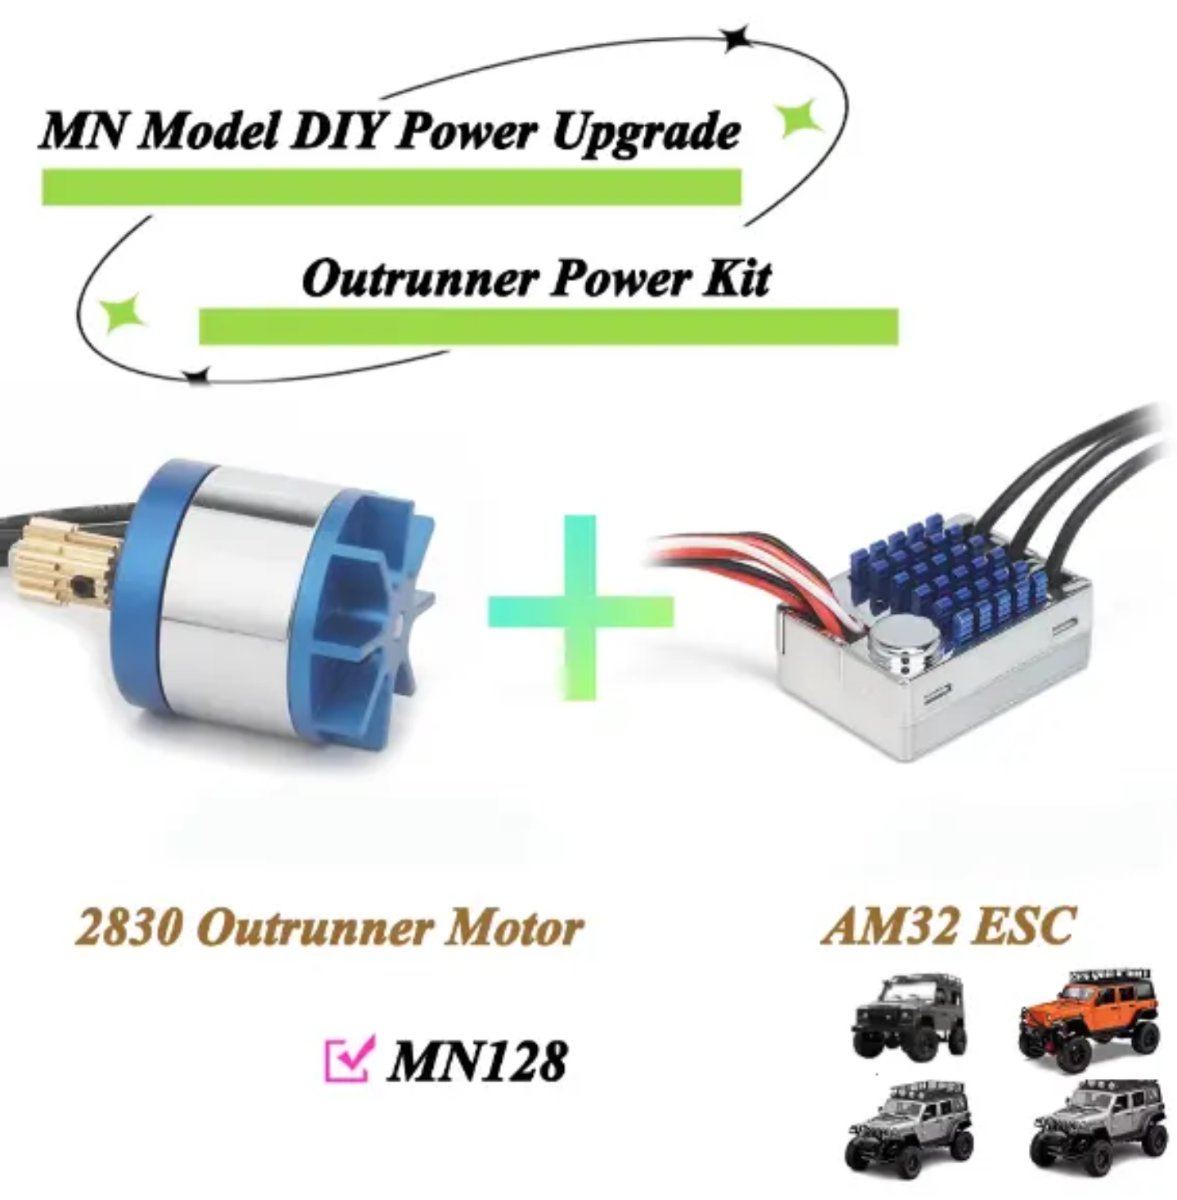 MN Model DIY Power Upgrade
Outrunner Power Kit
2830 Outrunner Motor
AM32 ESC
MN128